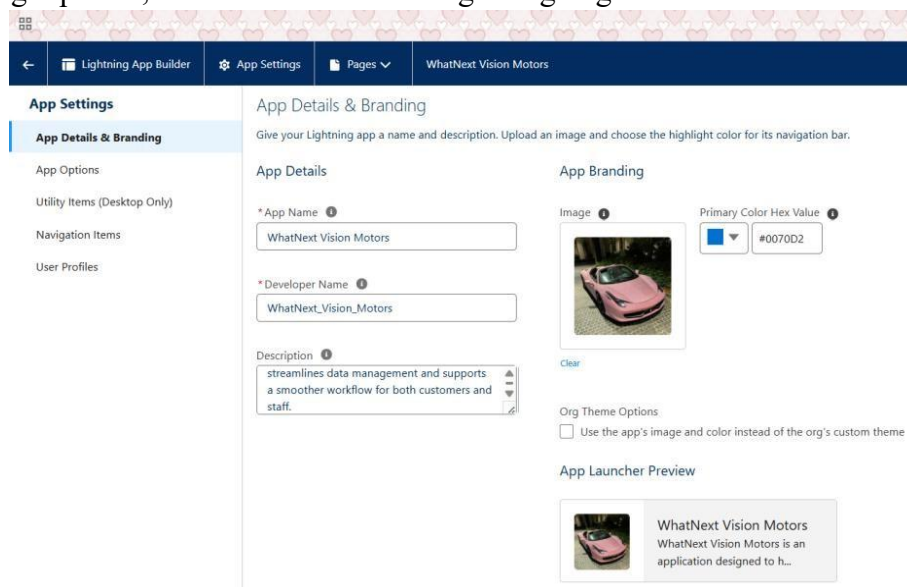 Lightning App Builder
App Settings
Pages
WhatNext Vision Motors
App Settings
App Details & Branding
App Options
Utility Items (Desktop Only)
Navigation Items
User Profiles
App Details & Branding
Give your Lightning app a name and description. Upload an image and choose the highlight color for its navigation bar.
App Details
*App Name
WhatNext Vision Motors
*Developer Name
WhatNext_Vision_Motors
Description
streamlines data management and supports
a smoother workflow for both customers and
staff.
App Branding
Image
Primary Color Hex Value
#0070D2
Clear
Org Theme Options
Use the app's image and color instead of the org's custom theme
App Launcher Preview
WhatNext Vision Motors
WhatNext Vision Motors is an
application designed to h...